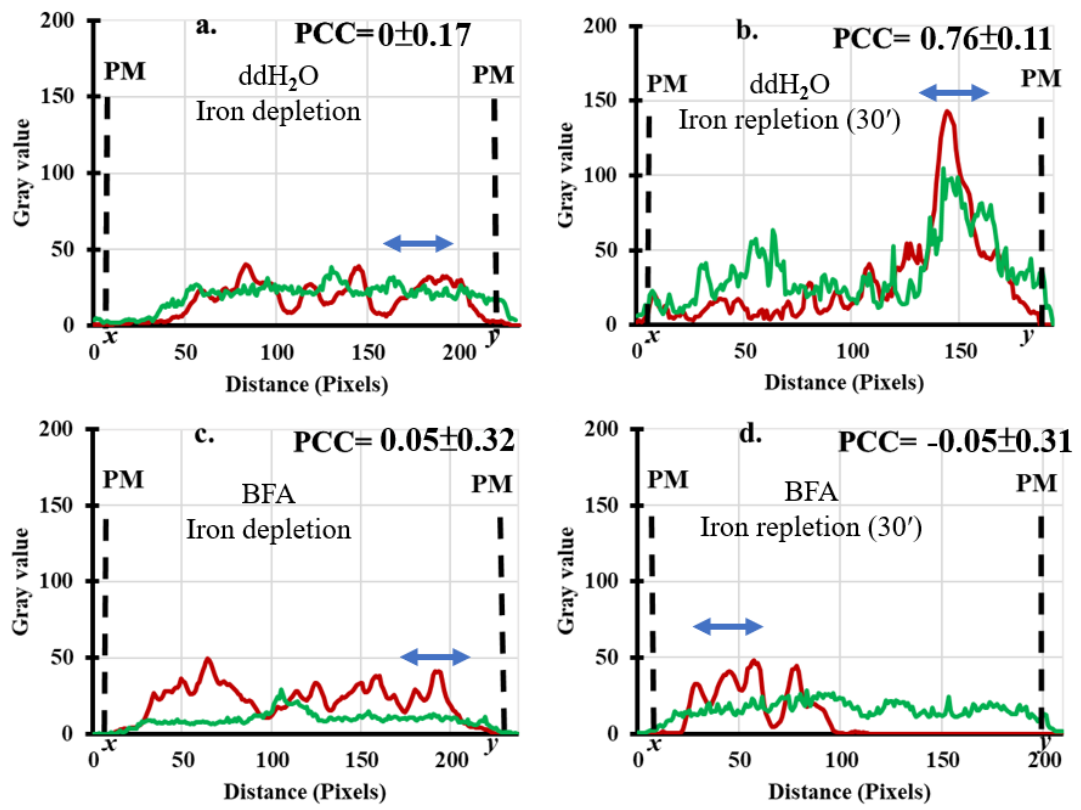 a.
PCC= 0±0.17
200
150
100
50
0
Gray value
PM
PM
ddH₂O
Iron depletion
x
y
0 50 100 150 200
Distance (Pixels)
b.
PCC= 0.76±0.11
200
150
100
50
0
Gray value
PM
PM
ddH₂O
Iron repletion (30′)
x
y
0 50 100 150
Distance (Pixels)
c.
PCC= 0.05±0.32
200
150
100
50
0
Gray value
PM
PM
BFA
Iron depletion
x
y
0 50 100 150 200
Distance (Pixels)
d.
PCC= -0.05±0.31
200
150
100
50
0
Gray value
PM
PM
BFA
Iron repletion (30′)
x
y
0 50 100 150 200
Distance (Pixels)